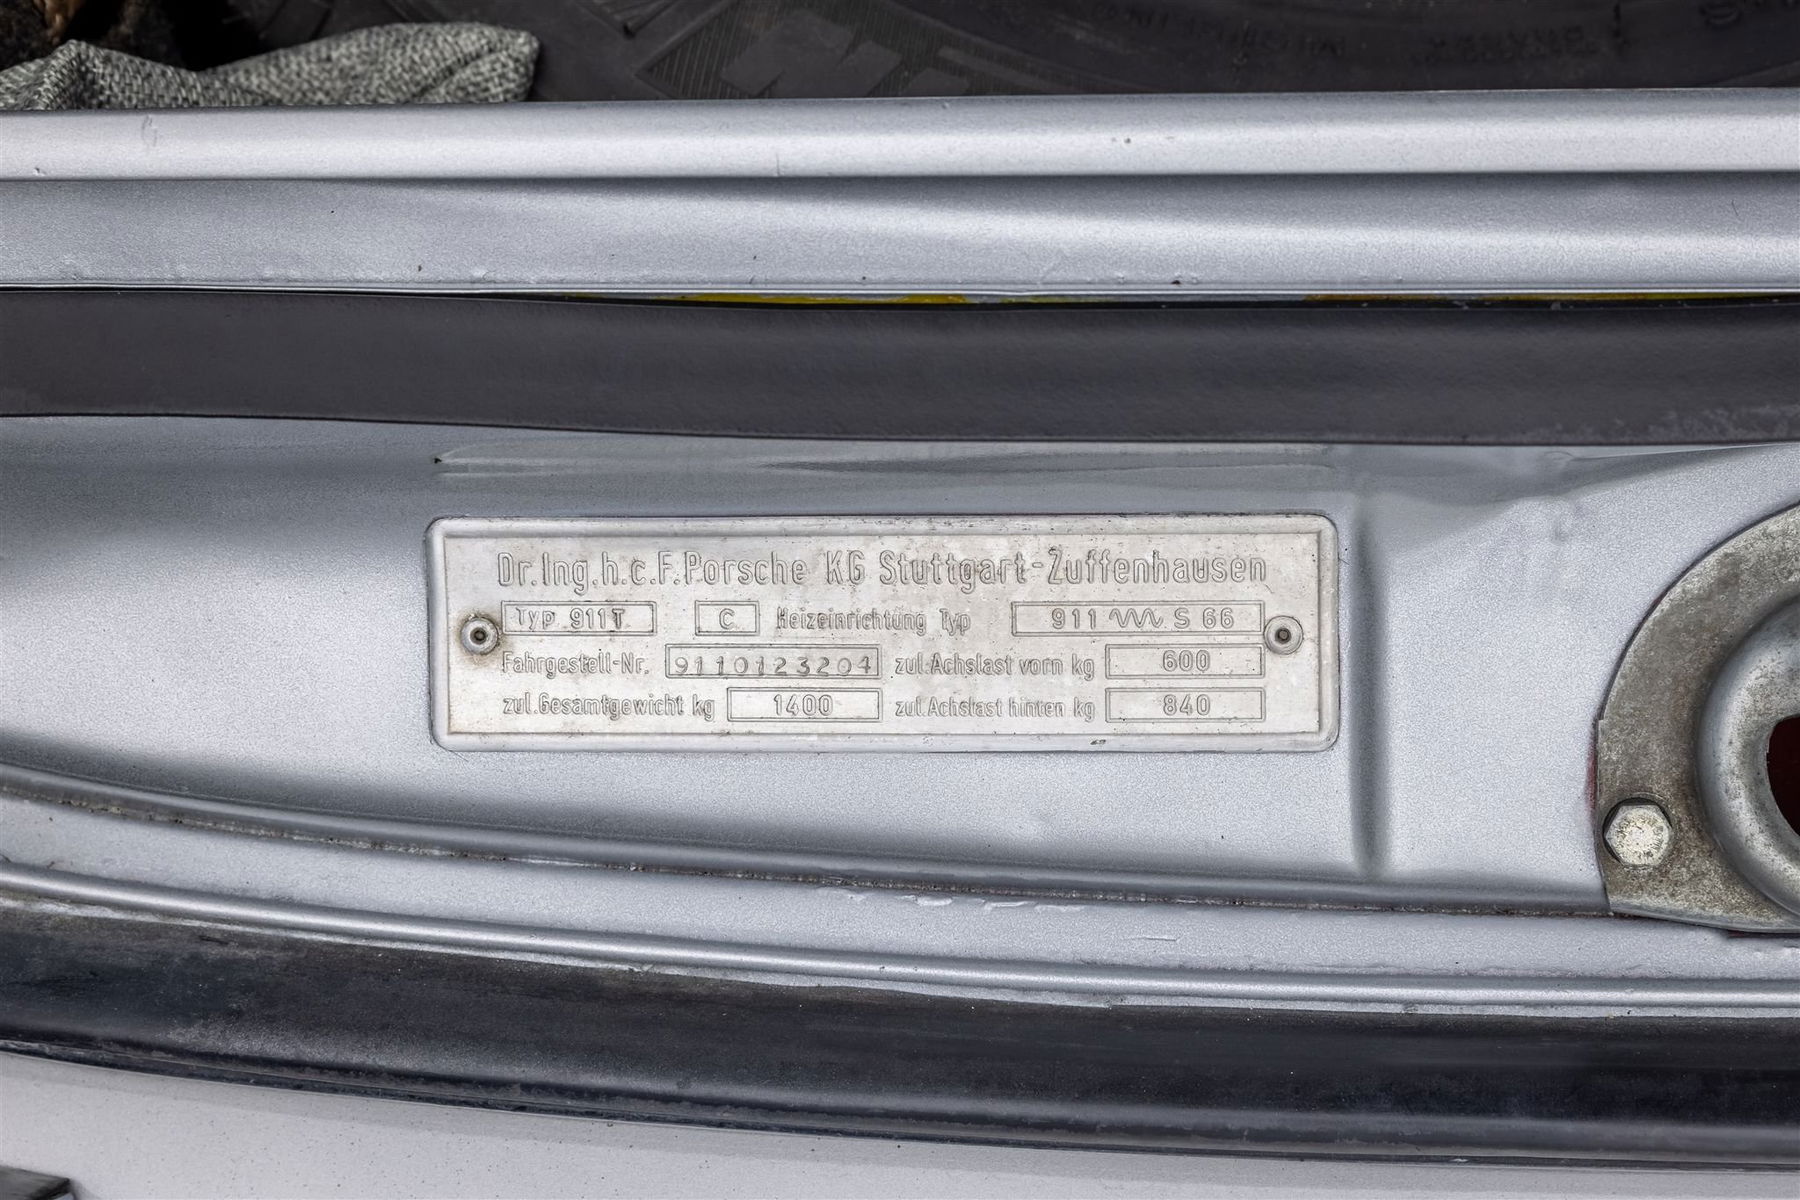 Dr.Ing.h.c.F.Porsche KG Stuttgart-Zuffenhausen
Typ 911T C Heizeinrichtung Typ 911 S 66
Fahrgestell-Nr. 9110123204 zul.Achslast vorn kg 600
zul.Gesamtgewicht kg 1400 zul.Achslast hinten kg 840